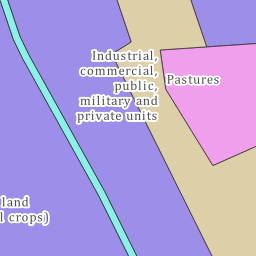 Industrial,
commercial,
public,
military and
private units
Pastures
land
l crops)